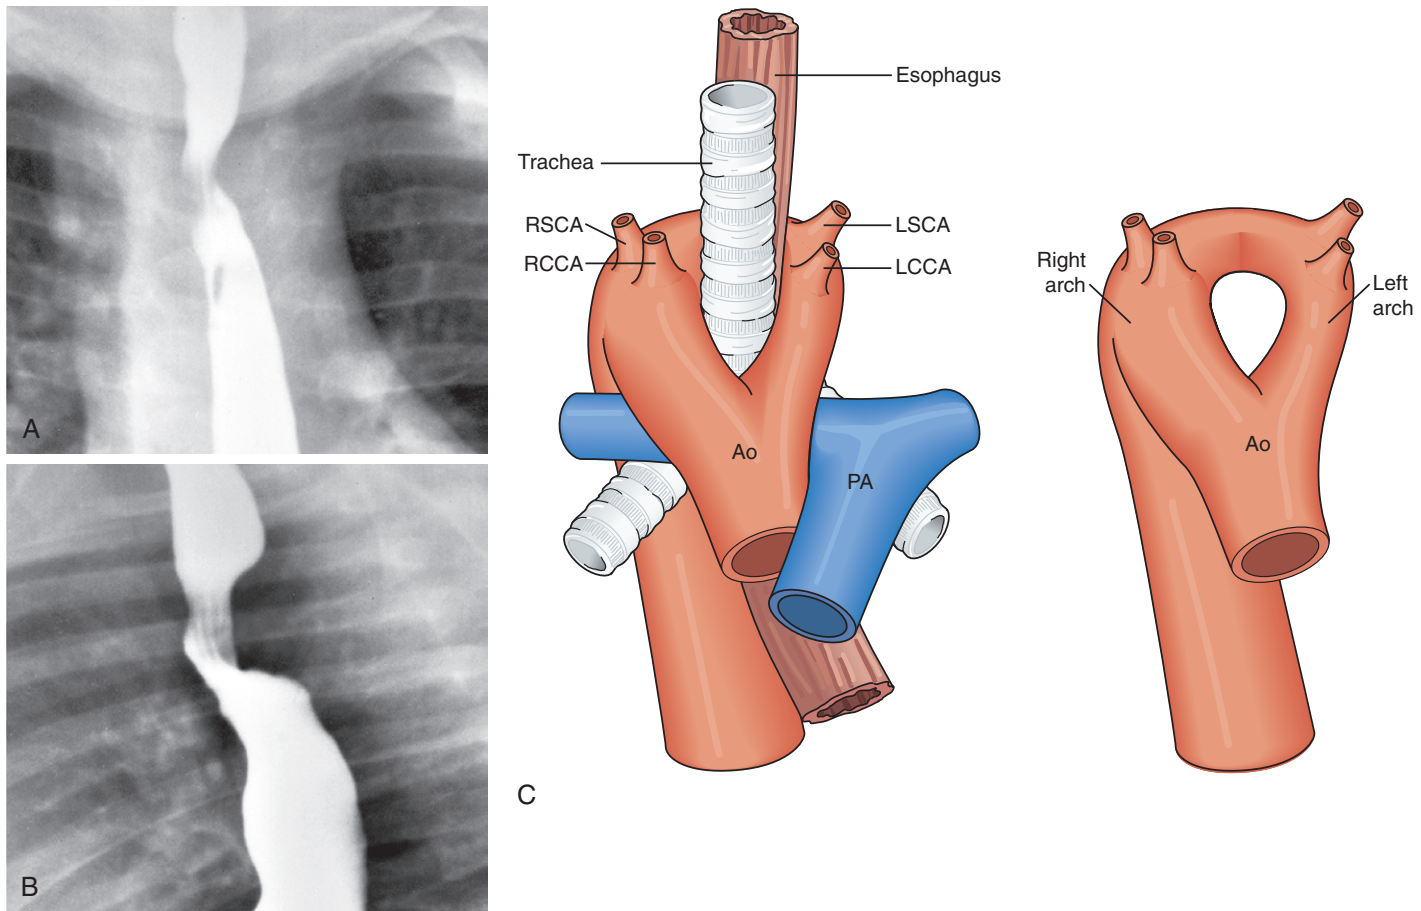 A
B
Esophagus
Trachea
RSCA
RCCA
LSCA
LCCA
Ao
PA
C
Right
arch
Left
arch
Ao